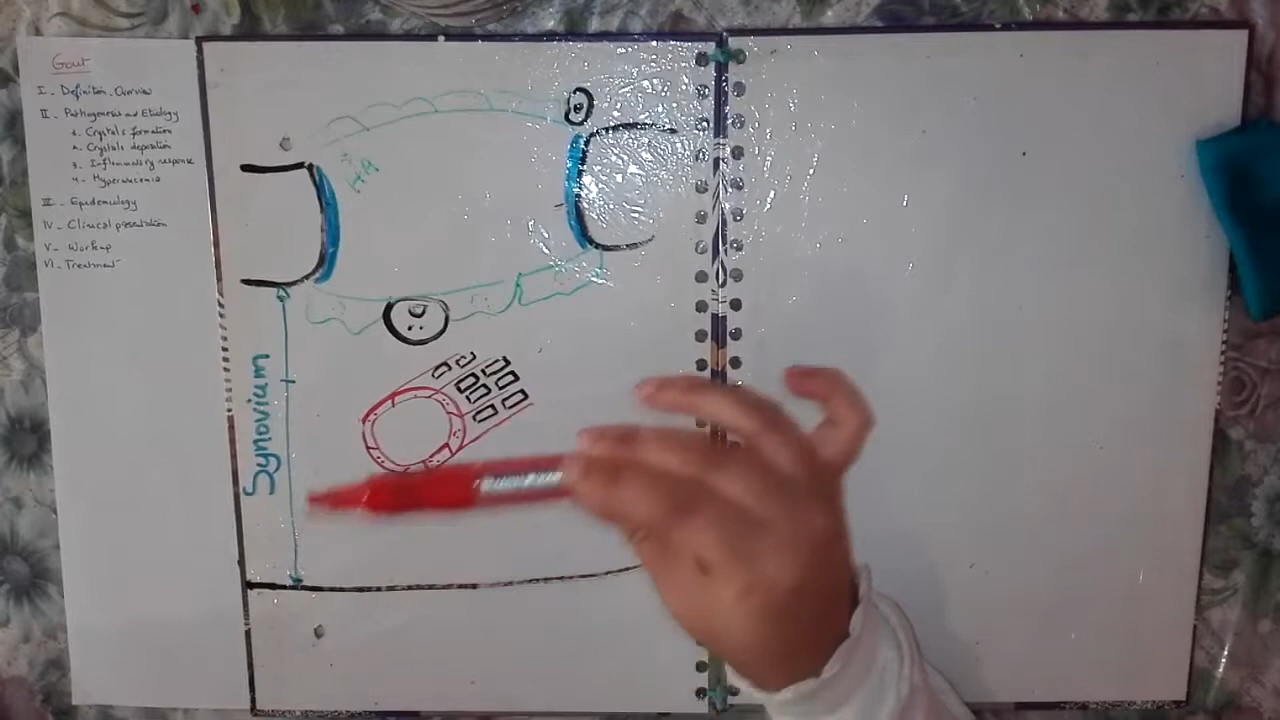 Gout
I - Definition - Overview
II - Pathogenesis and Etiology
1. Crystals formation
2. Crystals deposition
3. Inflammatory response
4. Hyperuricemia
III - Epidemiology
IV - Clinical presentation
V - Workup
VI - Treatment
HA
Synovium